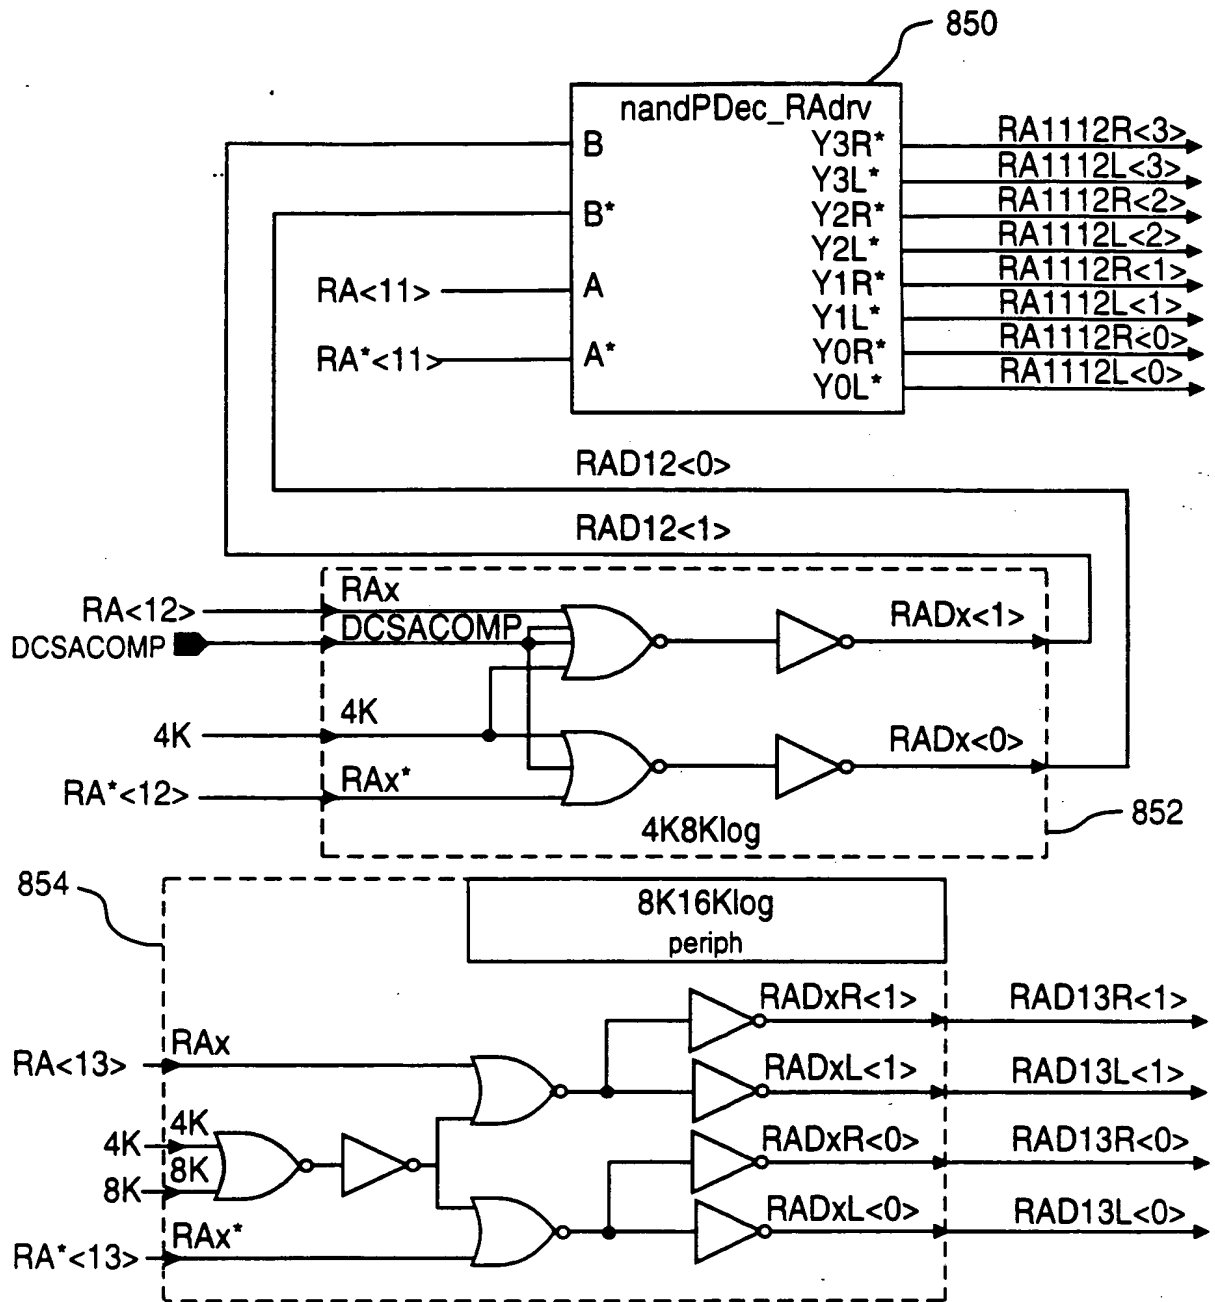 850
nandPDec_RAdrv
B
B*
RA<11>
A
RA*<11>
A*
Y3R*
Y3L*
Y2R*
Y2L*
Y1R*
Y1L*
Y0R*
Y0L*
RA1112R<3>
RA1112L<3>
RA1112R<2>
RA1112L<2>
RA1112R<1>
RA1112L<1>
RA1112R<0>
RA1112L<0>
RAD12<0>
RAD12<1>
RA<12>
RAx
DCSACOMP
DCSACOMP
RADx<1>
4K
4K
RADx<0>
RA*<12>
RAx*
4K8Klog
852
854
8K16Klog
periph
RADxR<1>
RAD13R<1>
RA<13>
RAx
RADxL<1>
RAD13L<1>
4K
4K
RADxR<0>
RAD13R<0>
8K
8K
RADxL<0>
RAD13L<0>
RA*<13>
RAx*